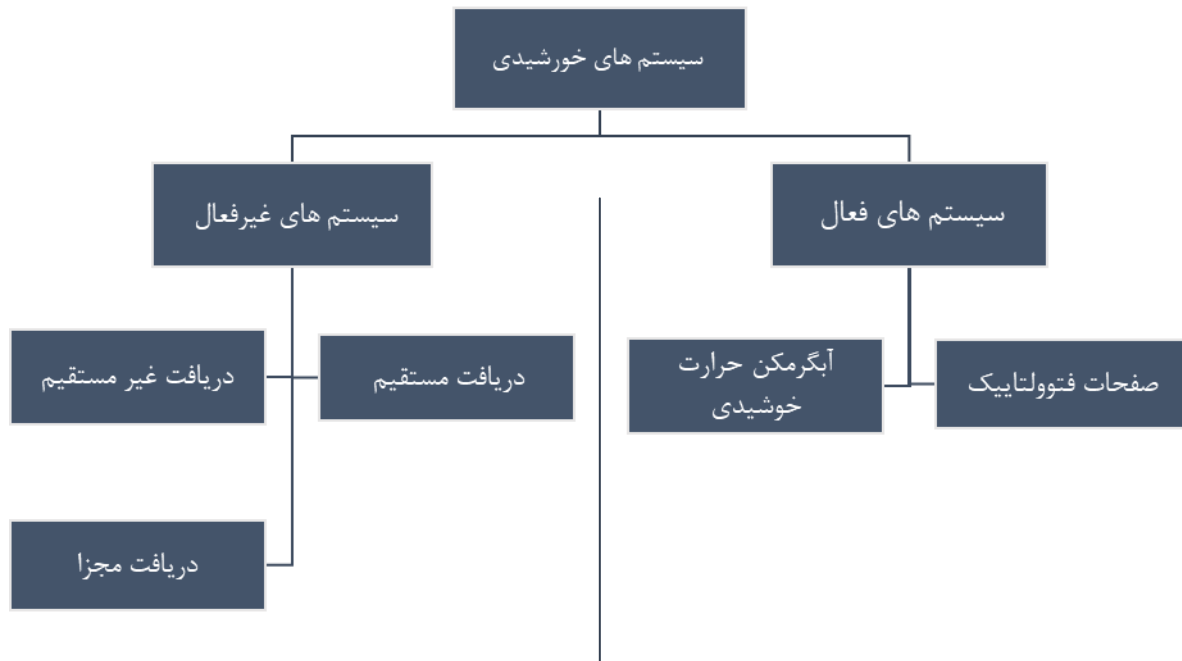 سیستم های خورشیدی
سیستم های فعال
سیستم های غیرفعال
صفحات فتوولتاییک
آبگرمکن حرارت
خوشیدی
دریافت مستقیم
دریافت غیر مستقیم
دریافت مجزا